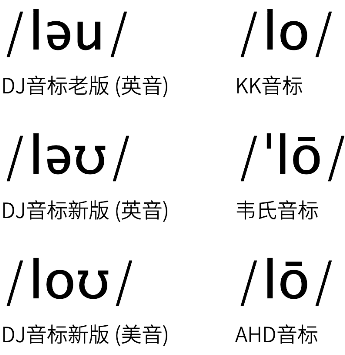 /ləu/ /lo/
DJ音标老版 (英音) KK音标
/ləʊ/ /ˈlō/
DJ音标新版 (英音) 韦氏音标
/loʊ/ /lō/
DJ音标新版 (美音) AHD音标